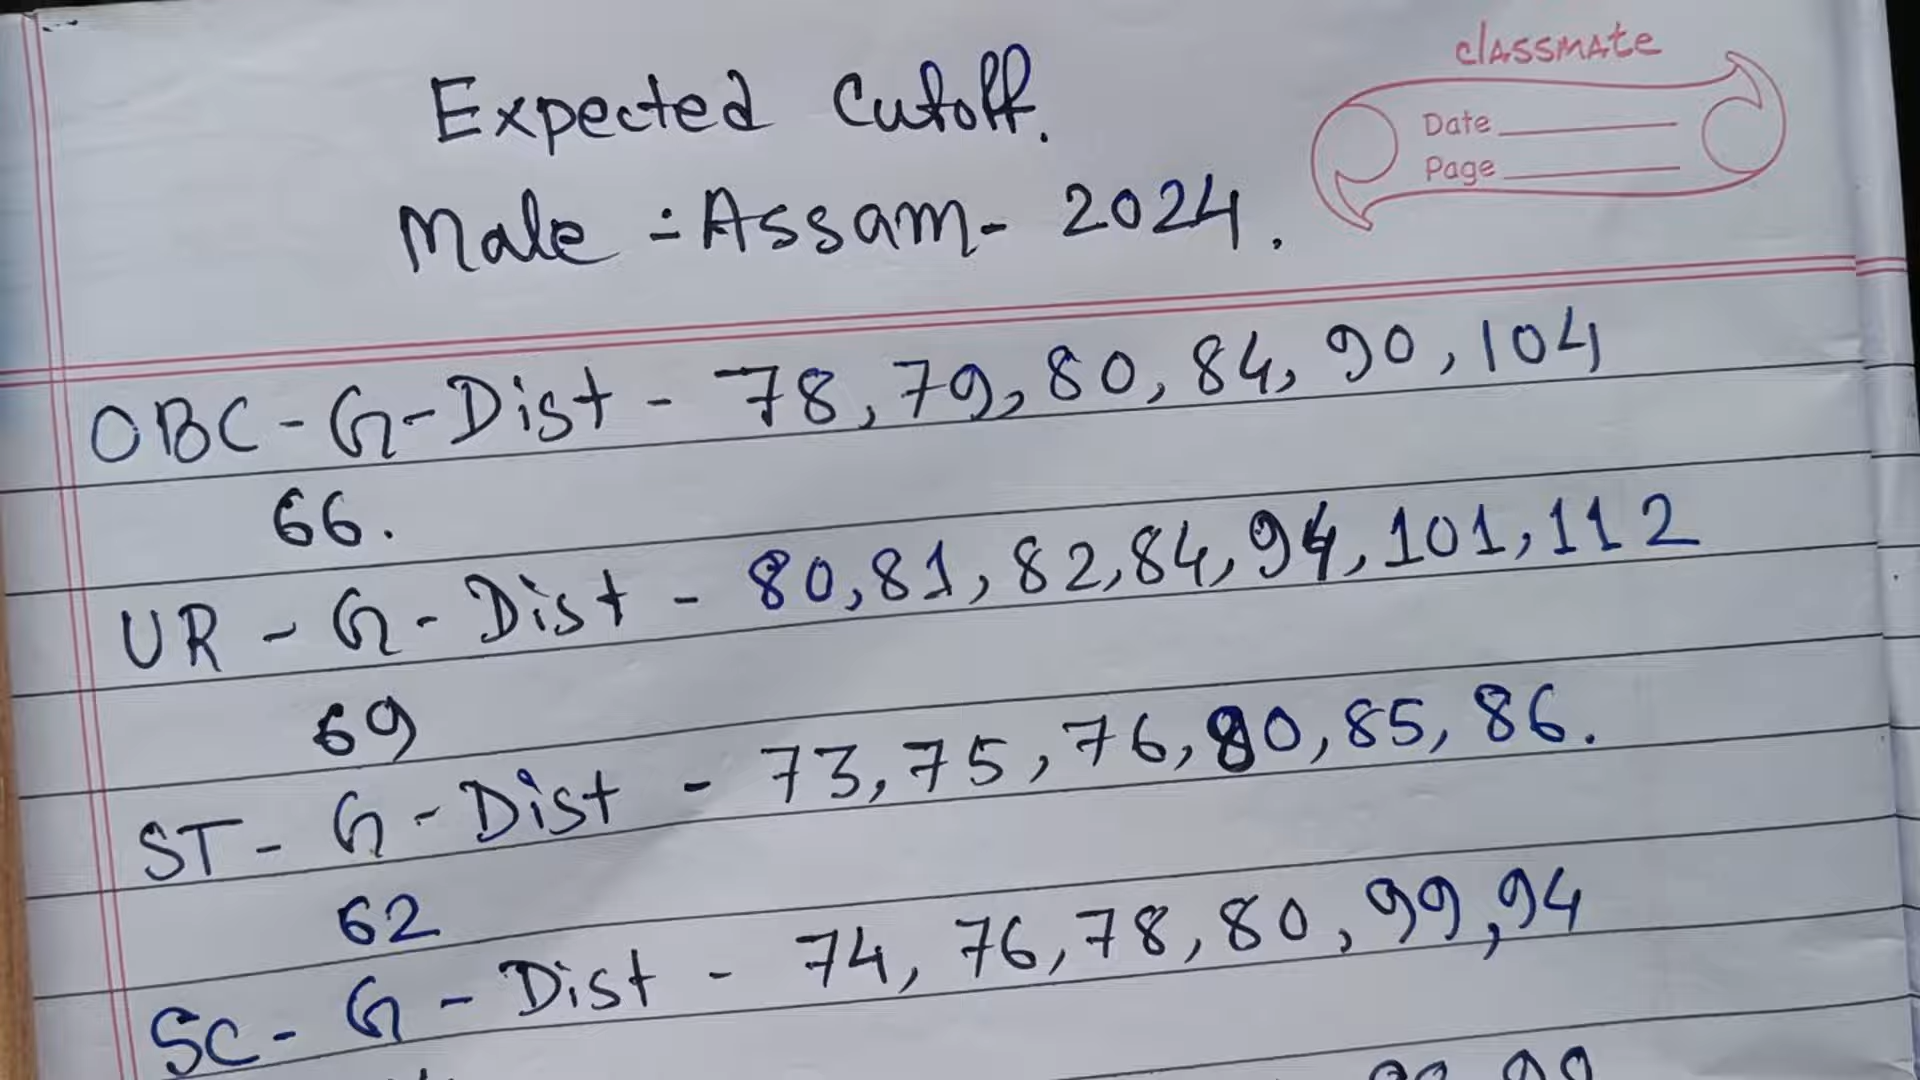 classmate
Date
Page
Expected Cutoff.
Male :- Assam - 2024.
OBC - G - Dist - 78, 79, 80, 84, 90, 104
66.
UR - G - Dist - 80, 81, 82, 84, 94, 101, 112
69
ST - G - Dist - 73, 75, 76, 80, 85, 86.
62
SC - G - Dist - 74, 76, 78, 80, 99, 94